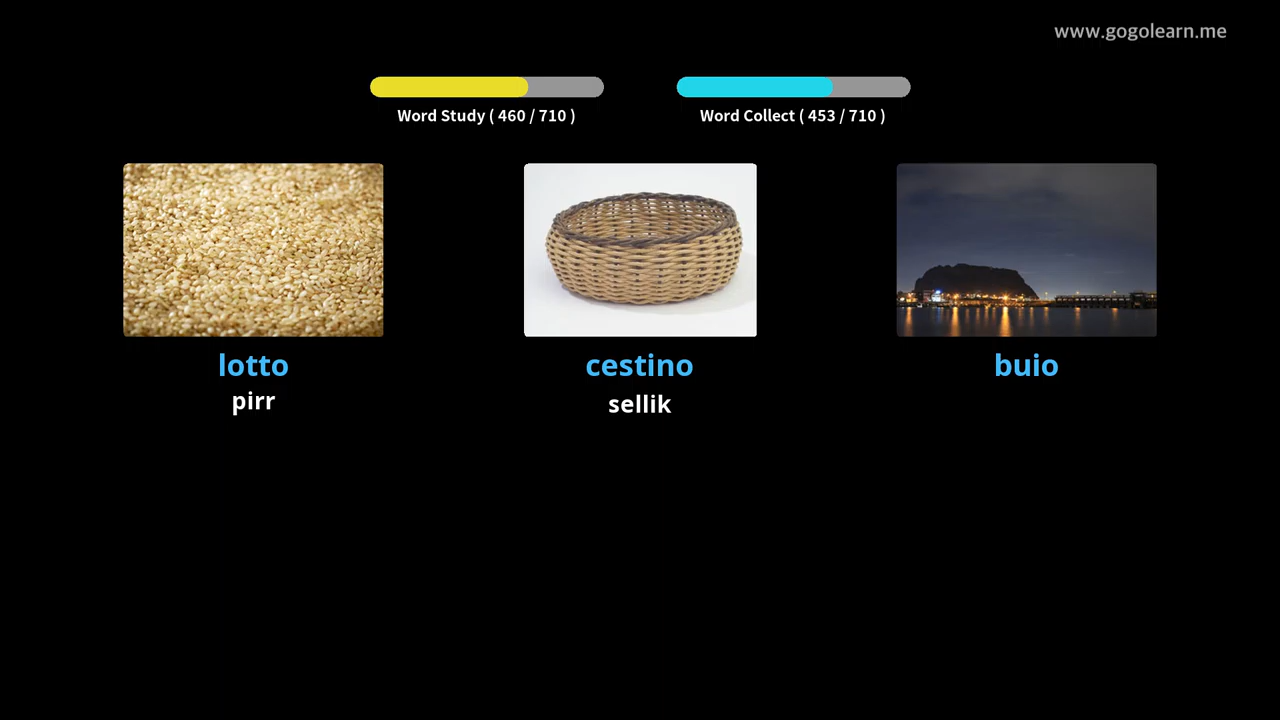 www.gogolearn.me
Word Study ( 460 / 710 )
Word Collect ( 453 / 710 )
lotto
cestino
buio
pirr
sellik